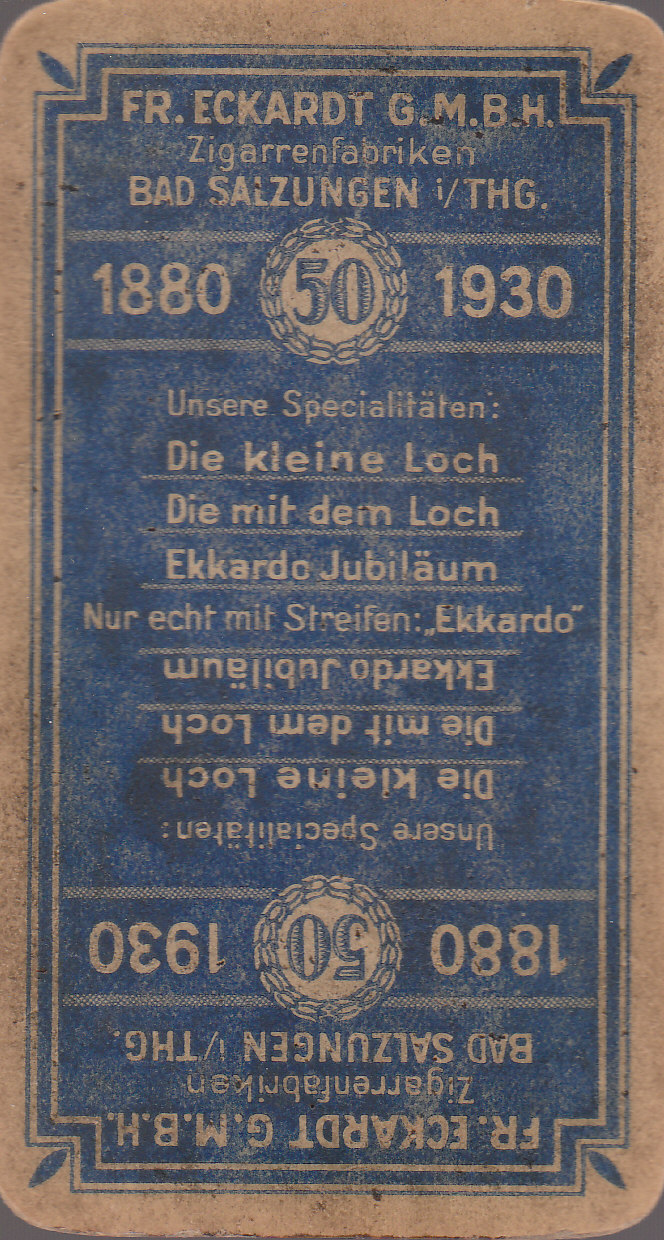 FR. ECKARDT G.M.B.H.
Zigarrenfabriken
BAD SALZUNGEN i/THG.
1880 50 1930
Unsere Specialitäten:
Die kleine Loch
Die mit dem Loch
Ekkardo Jubiläum
Nur echt mit Streifen: „Ekkardo"
Ekkardo Jubiläum
Die mit dem Loch
Die kleine Loch
Unsere Specialitäten:
1880 50 1930
BAD SALZUNGEN i/THG.
Zigarrenfabriken
FR. ECKARDT G.M.B.H.